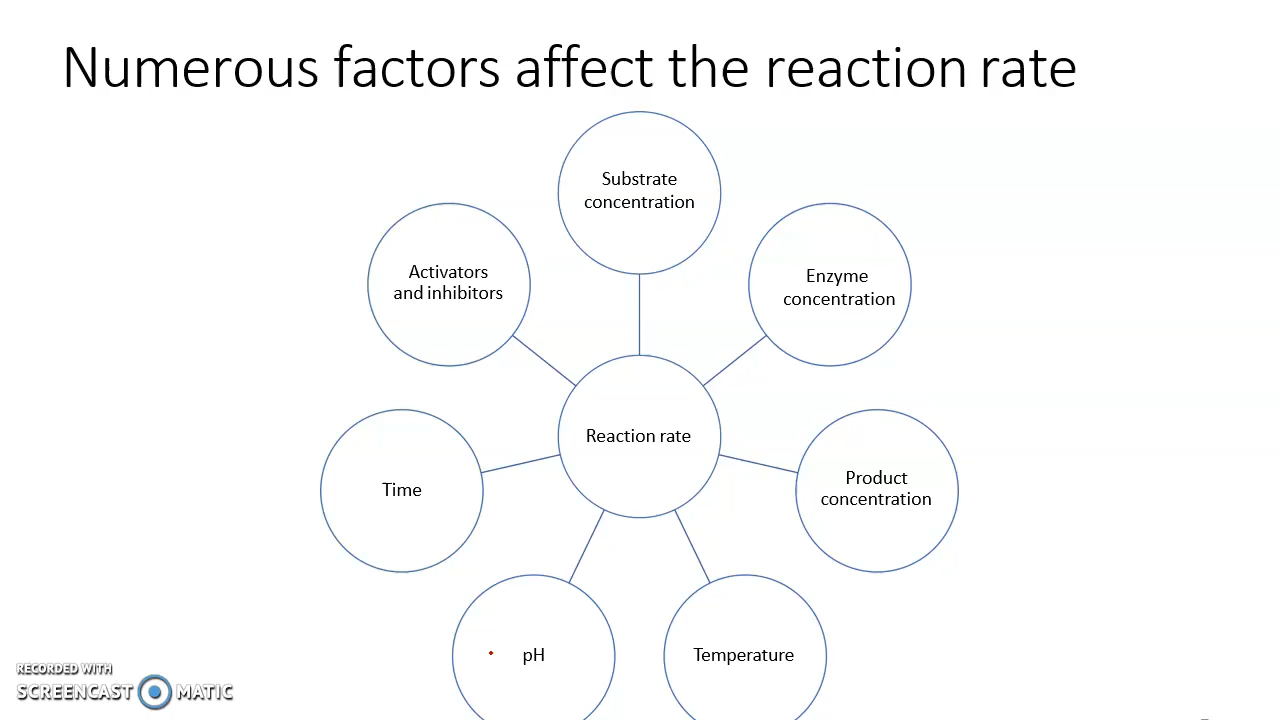 Numerous factors affect the reaction rate
Substrate
concentration
Activators
and inhibitors
Enzyme
concentration
Reaction rate
Time
Product
concentration
pH
Temperature
RECORDED WITH
SCREENCAST MATIC